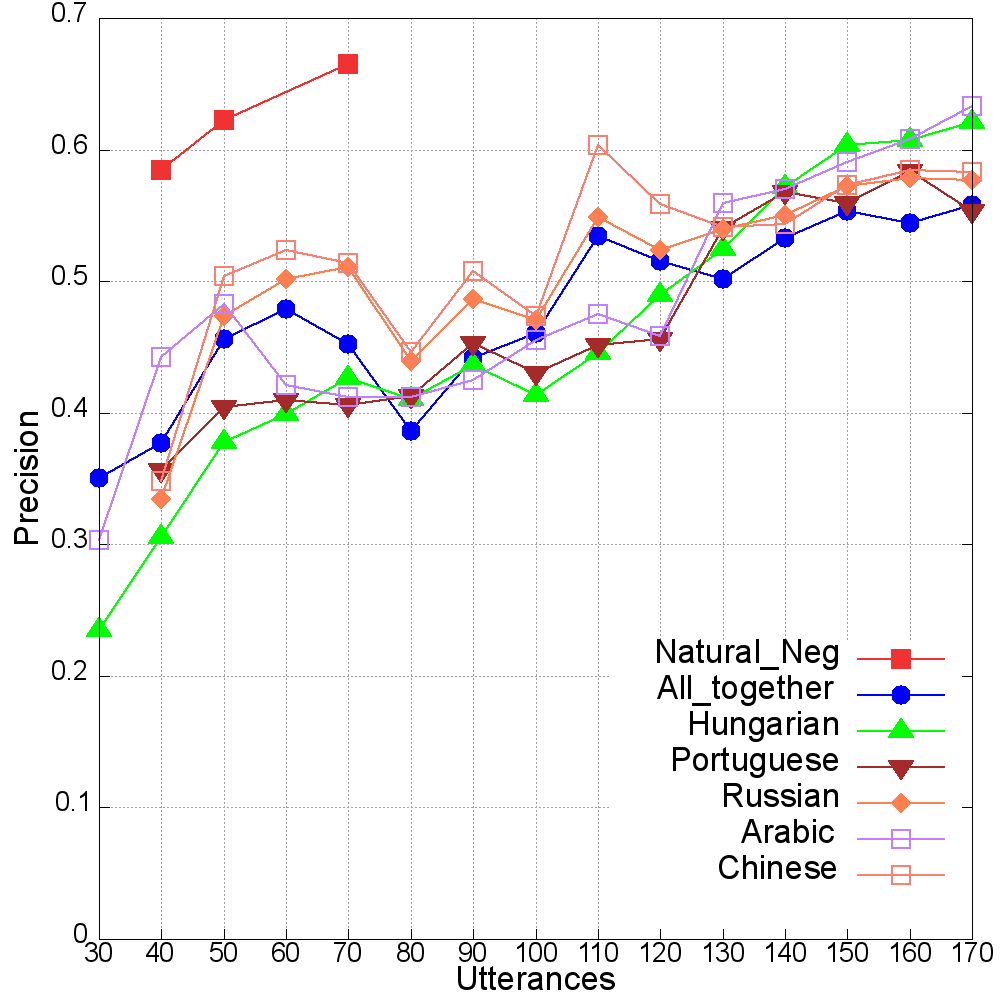 0.7
0.6
0.5
0.4
0.3
0.2
0.1
0
Precision
Natural_Neg
All_together
Hungarian
Portuguese
Russian
Arabic
Chinese
30 40 50 60 70 80 90 100 110 120 130 140 150 160 170
Utterances